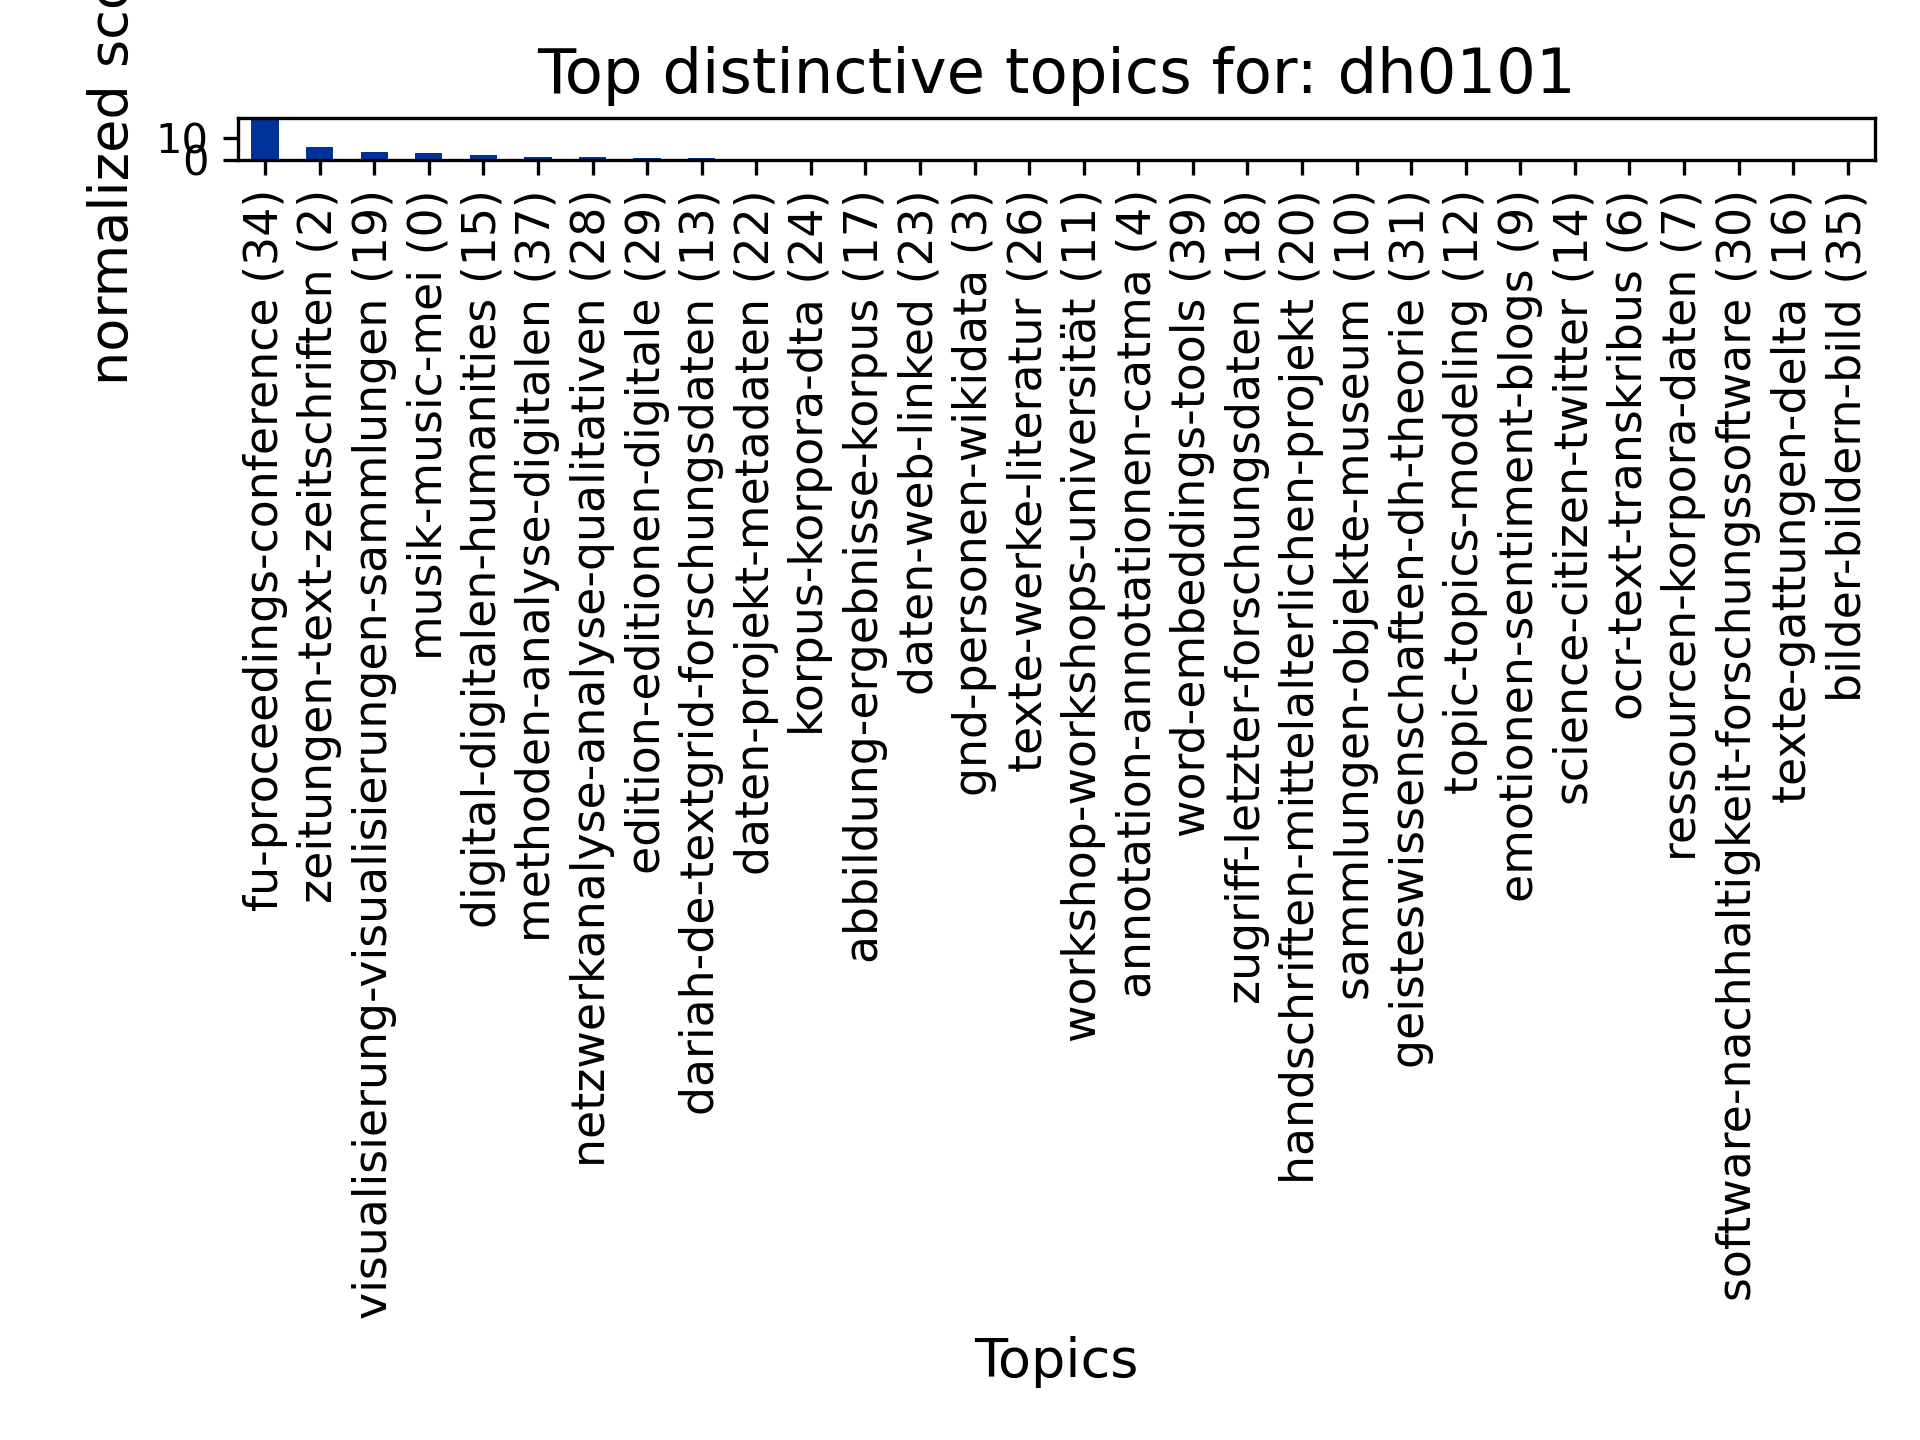 Top distinctive topics for: dh0101
normalized sco
10
0
fu-proceedings-conference (34)
zeitungen-text-zeitschriften (2)
visualisierung-visualisierungen-sammlungen (19)
musik-music-mei (0)
digital-digitalen-humanities (15)
methoden-analyse-digitalen (37)
netzwerkanalyse-analyse-qualitativen (28)
edition-editionen-digitale (29)
dariah-de-textgrid-forschungsdaten (13)
daten-projekt-metadaten (22)
korpus-korpora-dta (24)
abbildung-ergebnisse-korpus (17)
daten-web-linked (23)
gnd-personen-wikidata (3)
texte-werke-literatur (26)
workshop-workshops-universität (11)
annotation-annotationen-catma (4)
word-embeddings-tools (39)
zugriff-letzter-forschungsdaten (18)
handschriften-mittelalterlichen-projekt (20)
sammlungen-objekte-museum (10)
geisteswissenschaften-dh-theorie (31)
topic-topics-modeling (12)
emotionen-sentiment-blogs (9)
science-citizen-twitter (14)
ocr-text-transkribus (6)
ressourcen-korpora-daten (7)
software-nachhaltigkeit-forschungssoftware (30)
texte-gattungen-delta (16)
bilder-bildern-bild (35)
Topics